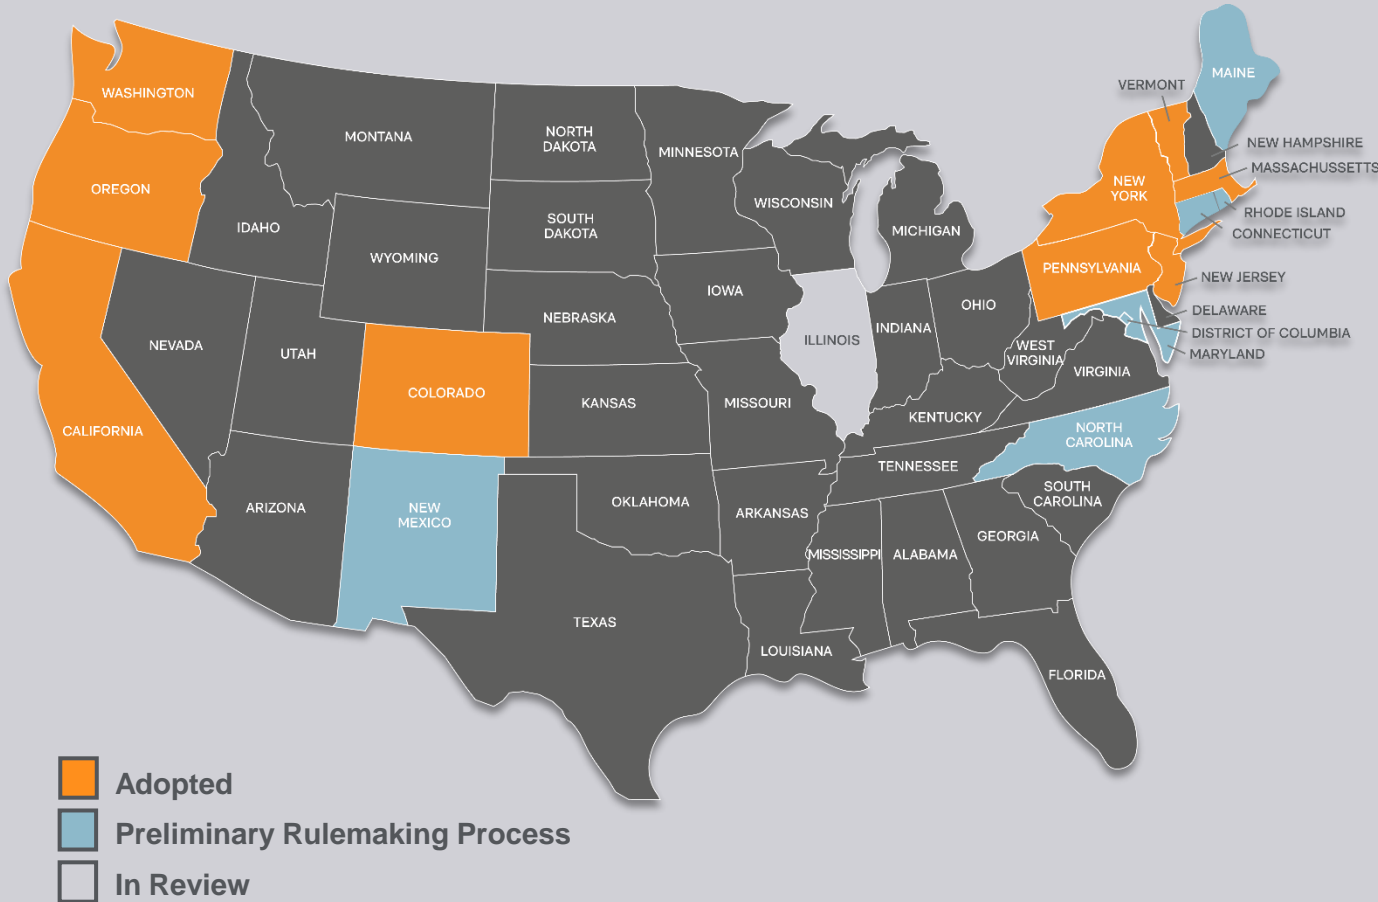 MAINE
VERMONT
WASHINGTON
MONTANA
NORTH
DAKOTA
MINNESOTA
NEW HAMPSHIRE
MASSACHUSSETTS
OREGON
NEW
YORK
WISCONSIN
SOUTH
DAKOTA
IDAHO
MICHIGAN
RHODE ISLAND
CONNECTICUT
WYOMING
PENNSYLVANIA
NEW JERSEY
IOWA
OHIO
DELAWARE
NEBRASKA
INDIANA
ILLINOIS
DISTRICT OF COLUMBIA
NEVADA
UTAH
WEST
VIRGINIA
MARYLAND
VIRGINIA
COLORADO
KANSAS
MISSOURI
KENTUCKY
CALIFORNIA
NORTH
CAROLINA
TENNESSEE
SOUTH
CAROLINA
ARIZONA
NEW
MEXICO
OKLAHOMA
ARKANSAS
GEORGIA
MISSISSIPPI
ALABAMA
TEXAS
LOUISIANA
FLORIDA
Adopted
Preliminary Rulemaking Process
In Review